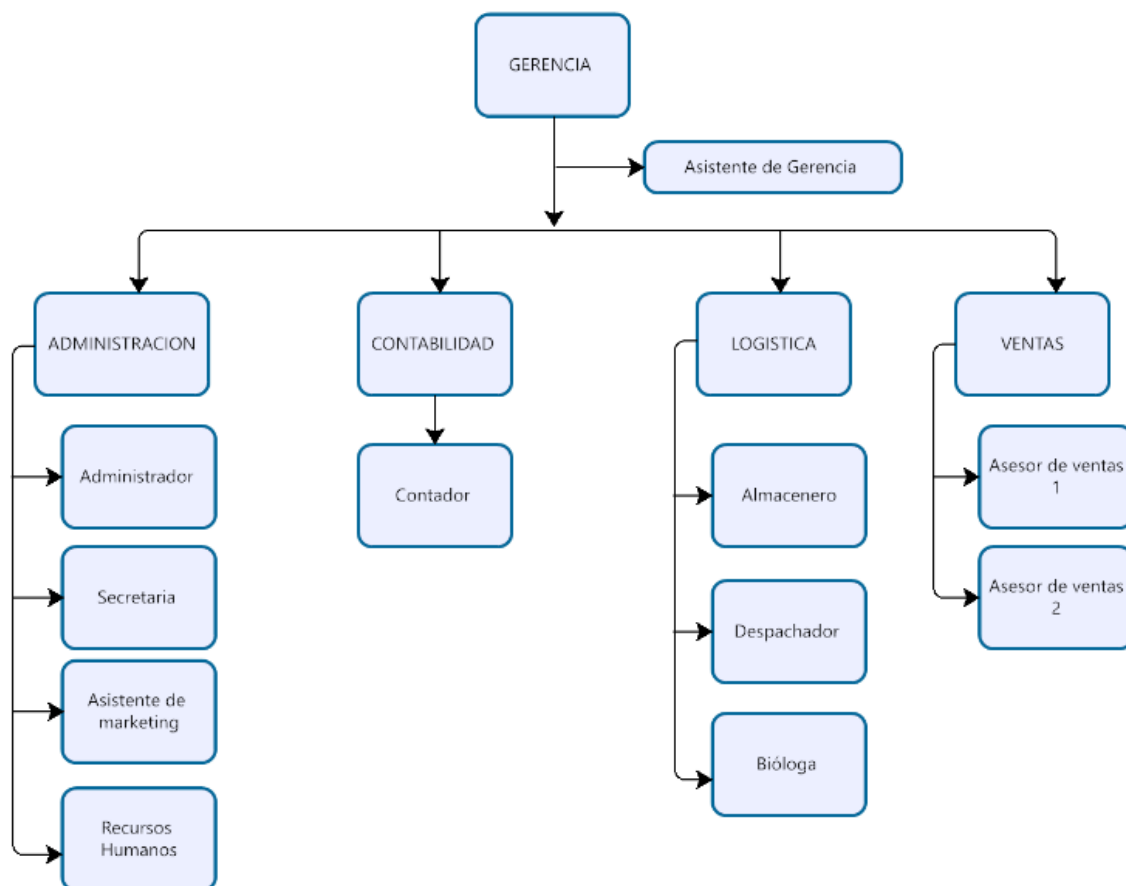 GERENCIA
Asistente de Gerencia
ADMINISTRACION
CONTABILIDAD
LOGISTICA
VENTAS
Administrador
Secretaria
Asistente de
marketing
Recursos
Humanos
Contador
Almacenero
Despachador
Bióloga
Asesor de ventas
1
Asesor de ventas
2